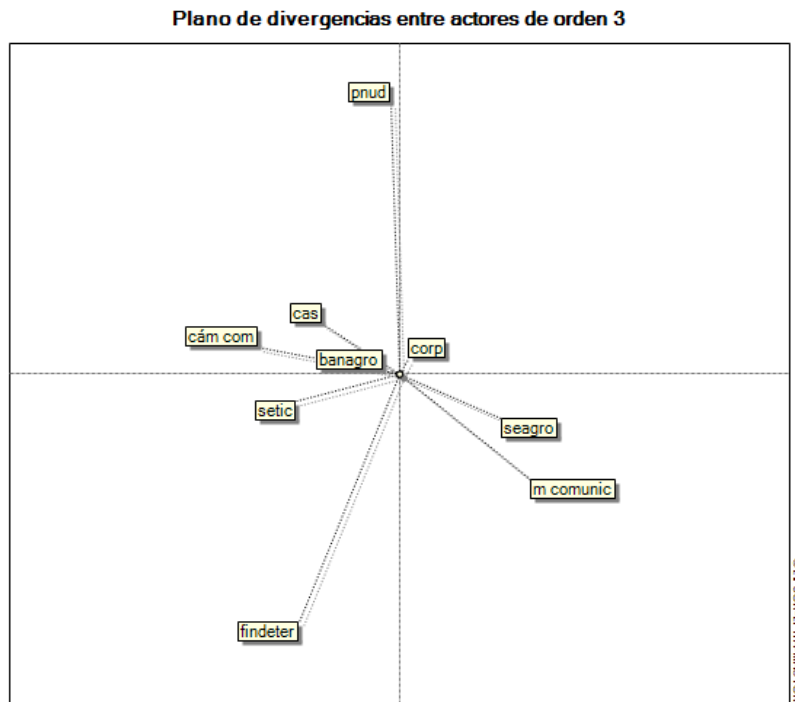 Plano de divergencias entre actores de orden 3
pnud
cas
cám com
corp
banagro
setic
seagro
m comunic
findeter